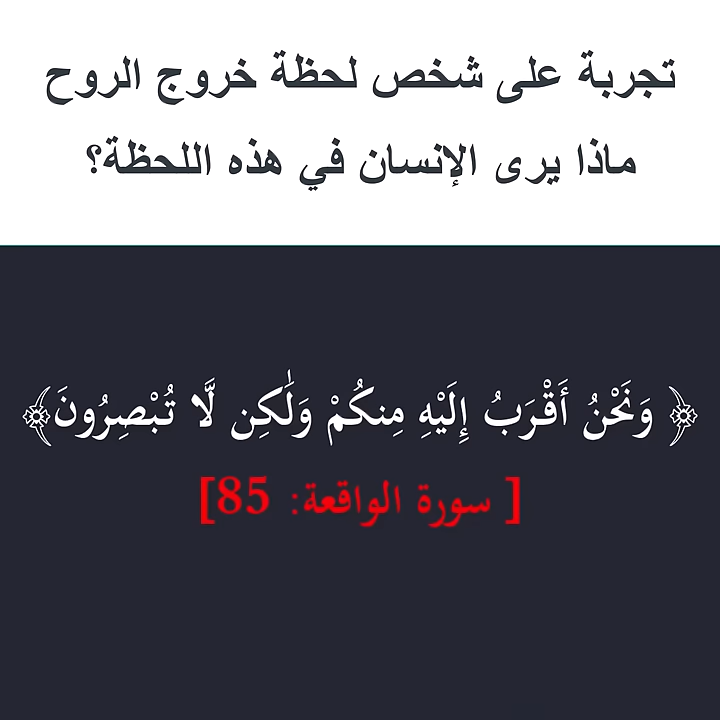 تجربة على شخص لحظة خروج الروح
ماذا يرى الإنسان في هذه اللحظة؟
﴿ وَنَحْنُ أَقْرَبُ إِلَيْهِ مِنكُمْ وَلَٰكِن لَّا تُبْصِرُونَ﴾
[ سورة الواقعة: 85]